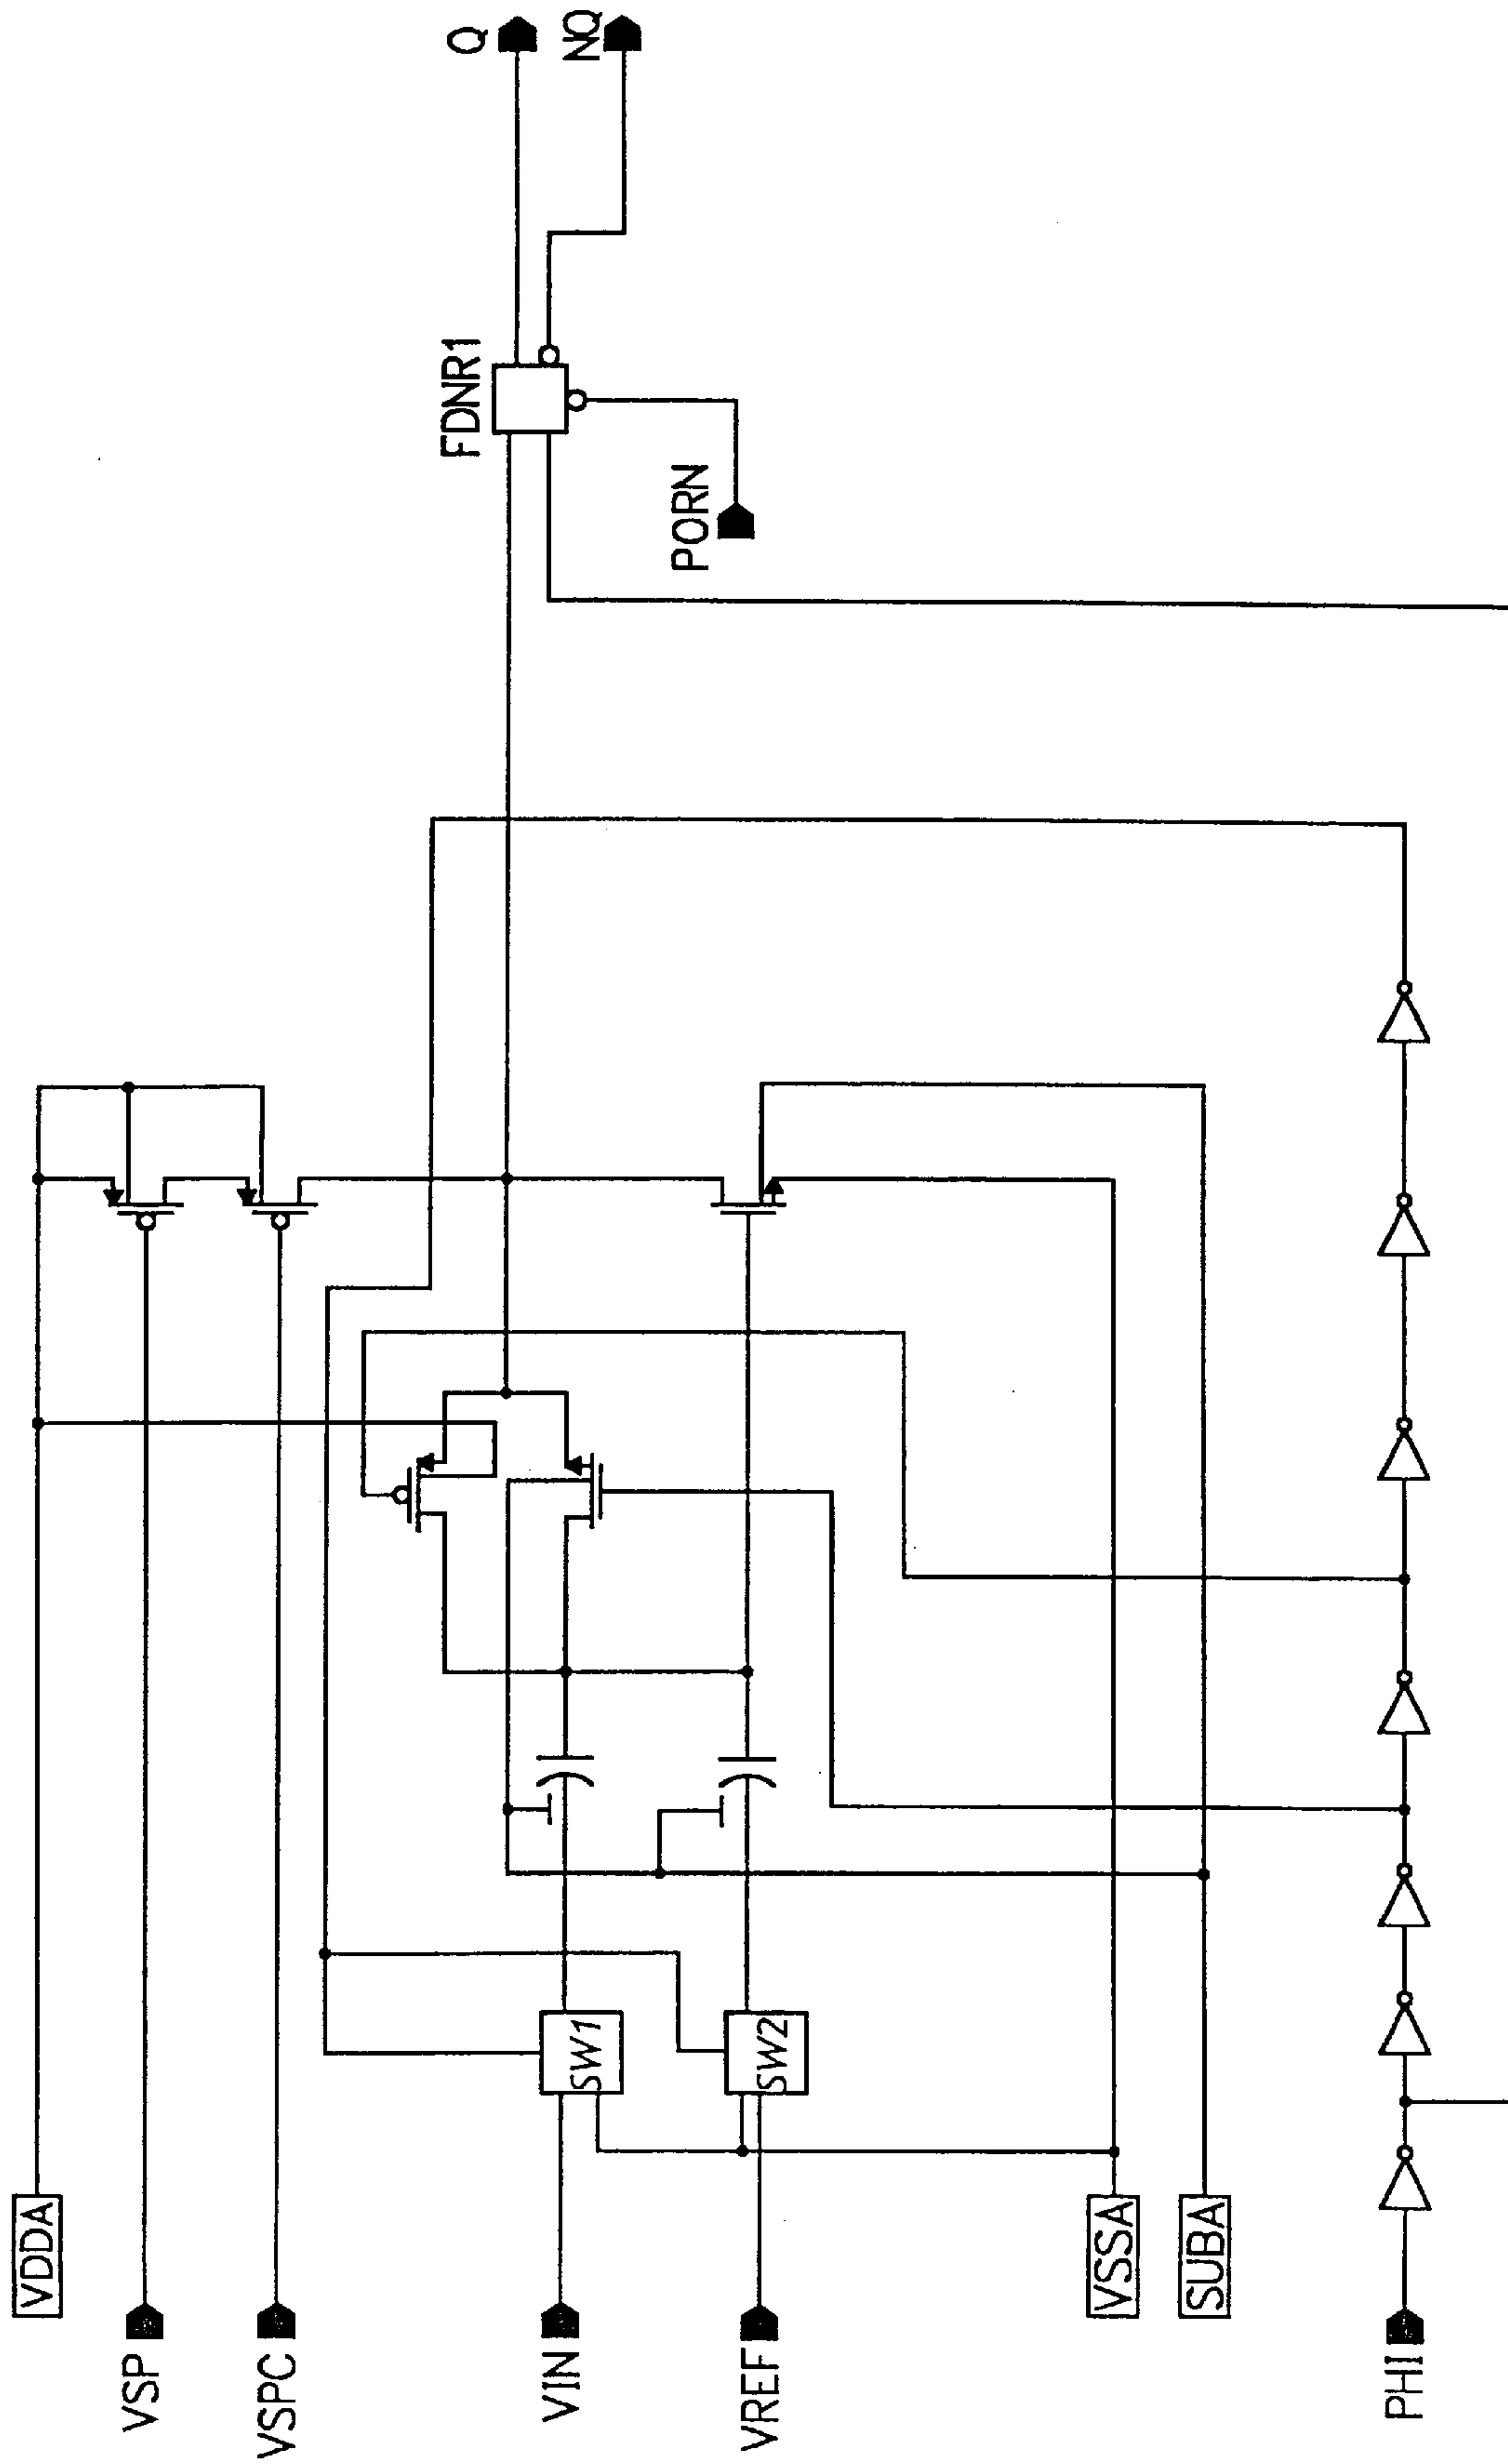 VDDA
VSP
VSPC
VIN
VREF
VSSA
SUBA
PHI
SW1
SW2
FDNR1
PORN
Q
NQ